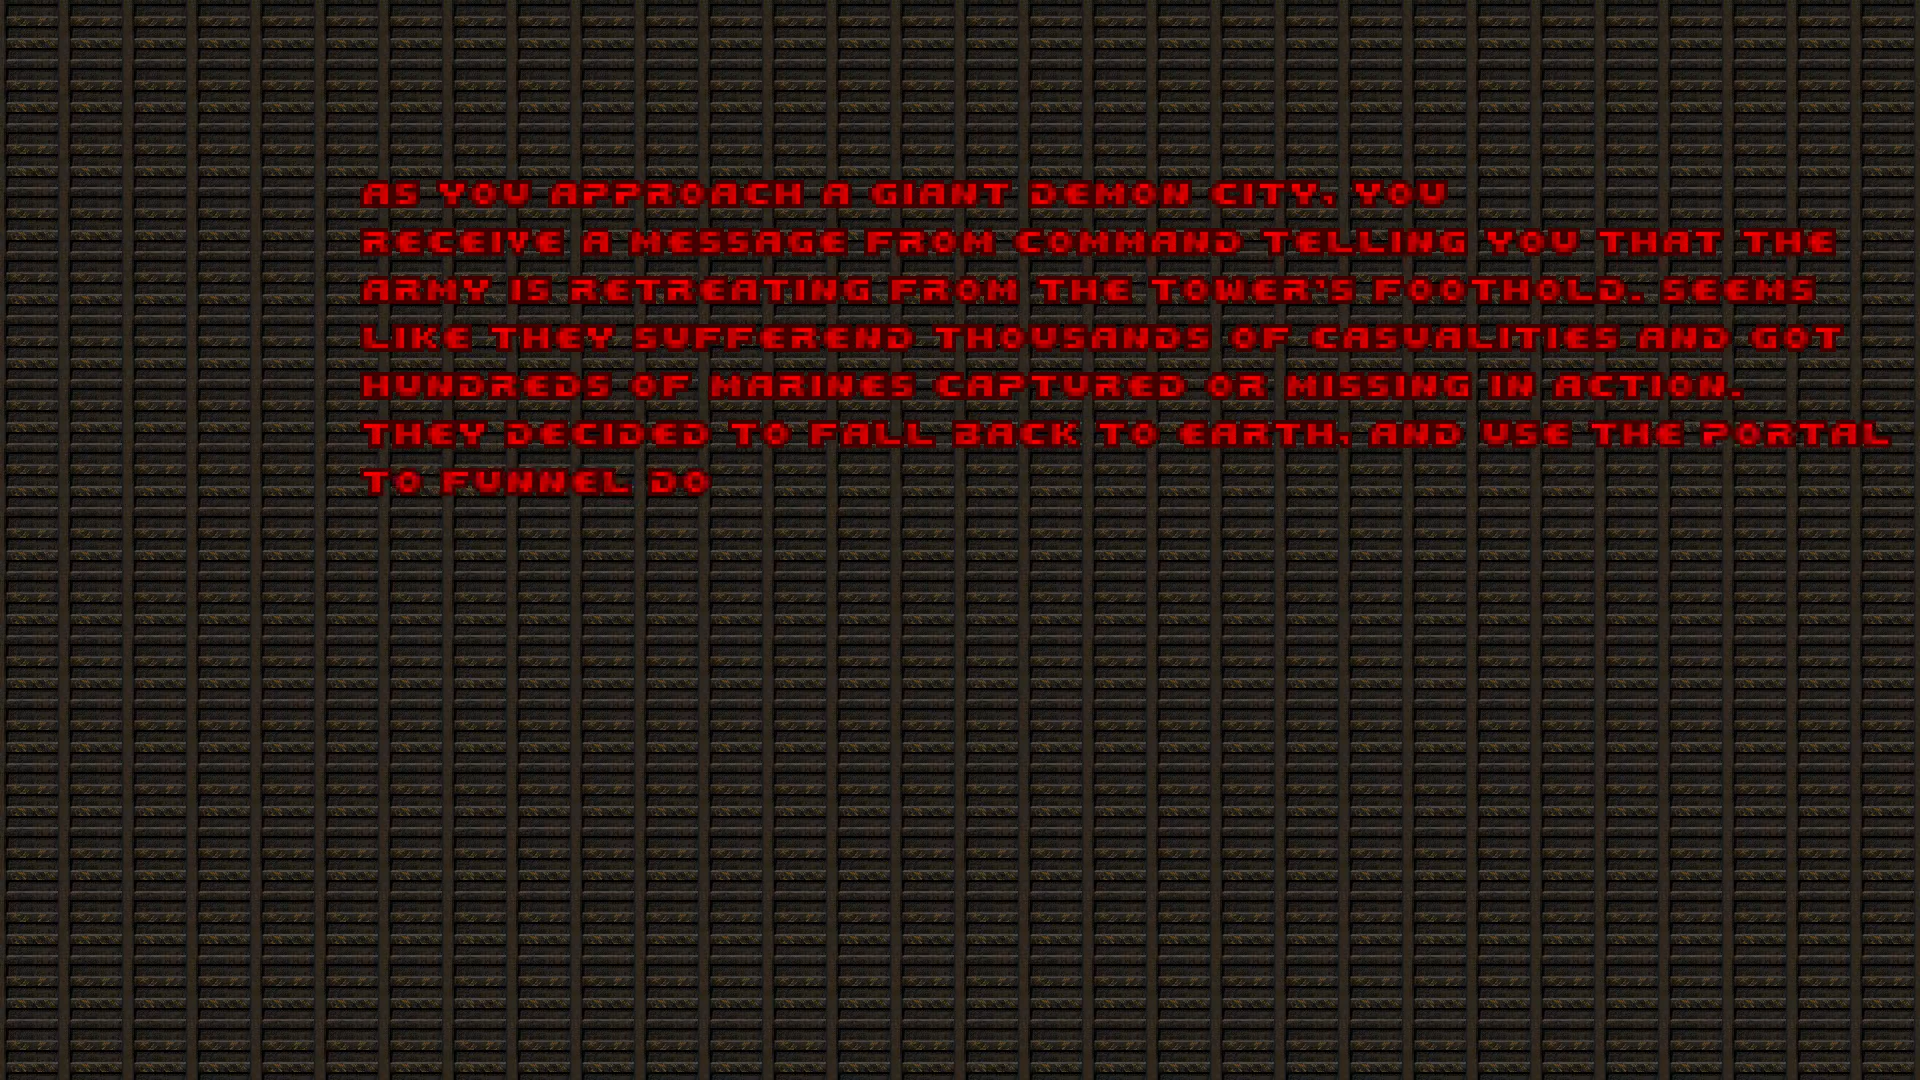 AS YOU APPROACH A GIANT DEMON CITY, YOU
RECEIVE A MESSAGE FROM COMMAND TELLING YOU THAT THE
ARMY IS RETREATING FROM THE TOWER'S FOOTHOLD. SEEMS
LIKE THEY SUFFEREND THOUSANDS OF CASUALITIES AND GOT
HUNDREDS OF MARINES CAPTURED OR MISSING IN ACTION.
THEY DECIDED TO FALL BACK TO EARTH, AND USE THE PORTAL
TO FUNNEL DO